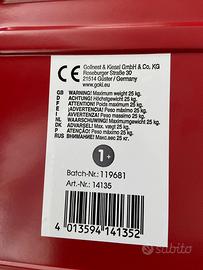 CE
Gollnest & Kiesel GmbH & Co. KG
Roseburger Straße 30
21514 Güster / Germany
www.goki.eu
GB WARNING! Maximum weight 25 kg.
D ACHTUNG! Höchstgewicht 25 kg.
F ATTENTION! Poids maximum 25 kg.
E ¡ADVERTENCIA! Peso máximo 25 kg.
I AVVERTENZA! Peso massimo 25 kg.
NL WAARSCHUWING! Maximumgewicht 25 kg.
DK ADVARSEL! Max. vægt 25 kg.
P ATENÇÃO! Peso máximo 25 kg.
RUS ВНИМАНИЕ! Макс.вес 25 кг.
1+
Batch-Nr.: 119681
Art.-Nr.: 14135
4 013594 141352
subito